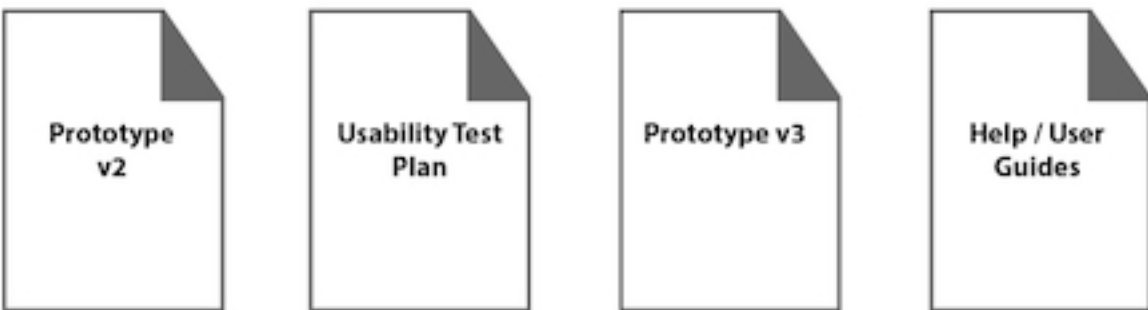 Prototype
v2
Usability Test
Plan
Prototype v3
Help / User
Guides